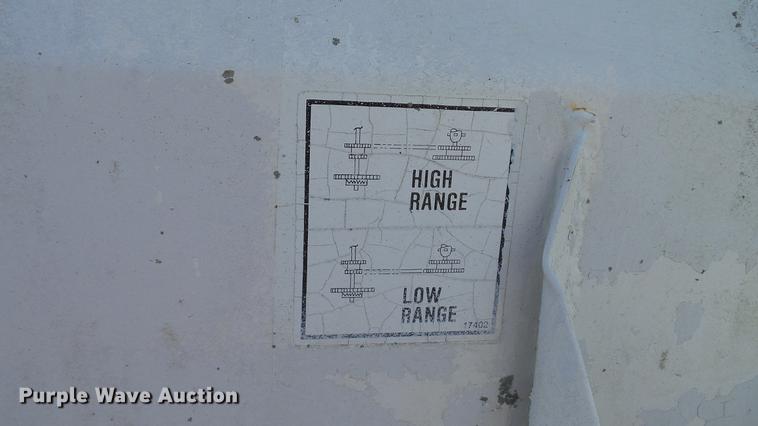 HIGH
RANGE
LOW
RANGE
17402
Purple Wave Auction